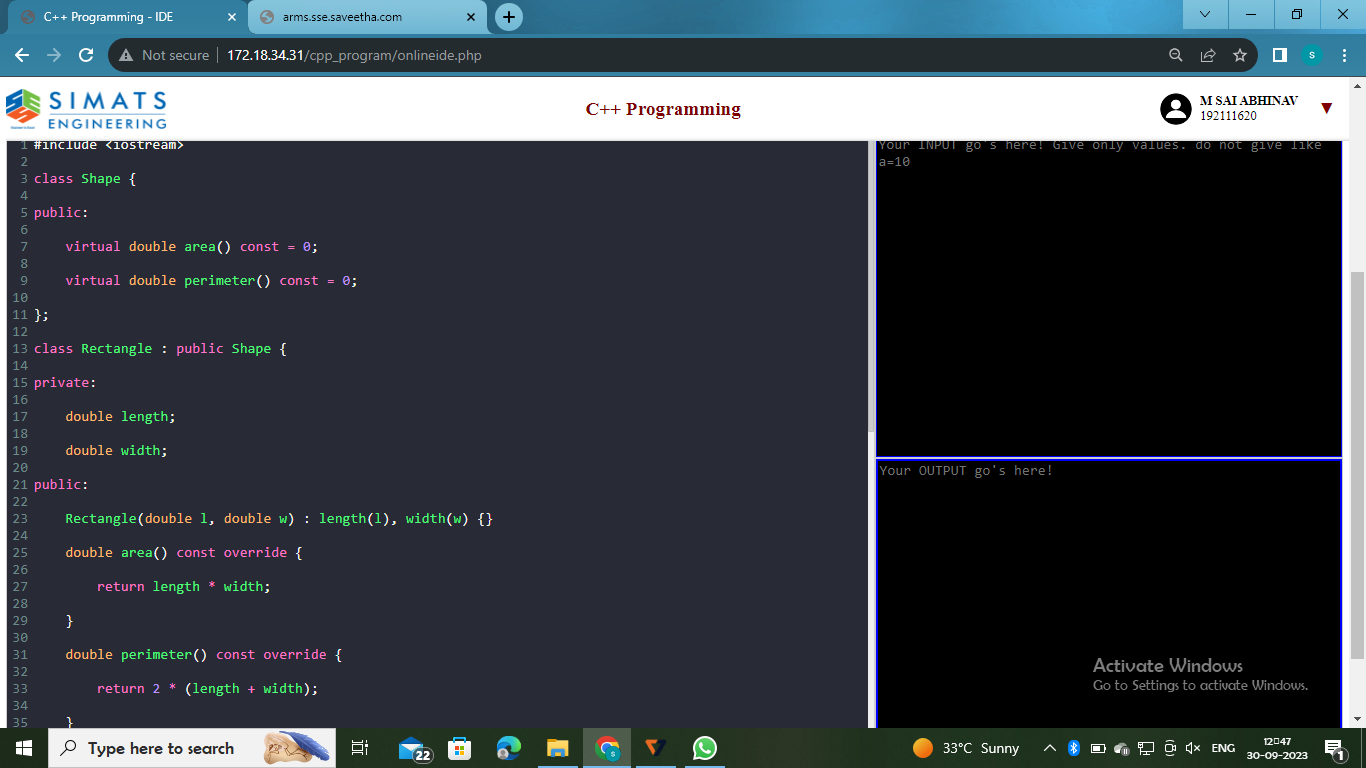 C++ Programming - IDE
arms.sse.saveetha.com
Not secure
172.18.34.31/cpp_program/onlineide.php
S
SIMATS
ENGINEERING
C++ Programming
M SAI ABHINAV
192111620
1 #include <iostream>
2
3 class Shape {
4
5 public:
6
7     virtual double area() const = 0;
8
9     virtual double perimeter() const = 0;
10
11 };
12
13 class Rectangle : public Shape {
14
15 private:
16
17     double length;
18
19     double width;
20
21 public:
22
23     Rectangle(double l, double w) : length(l), width(w) {}
24
25     double area() const override {
26
27         return length * width;
28
29     }
30
31     double perimeter() const override {
32
33         return 2 * (length + width);
34
35     }
Your INPUT go's here! Give only values. do not give like
a=10
Your OUTPUT go's here!
Activate Windows
Go to Settings to activate Windows.
Type here to search
22
S
33°C Sunny
ENG
12:47
30-09-2023
1